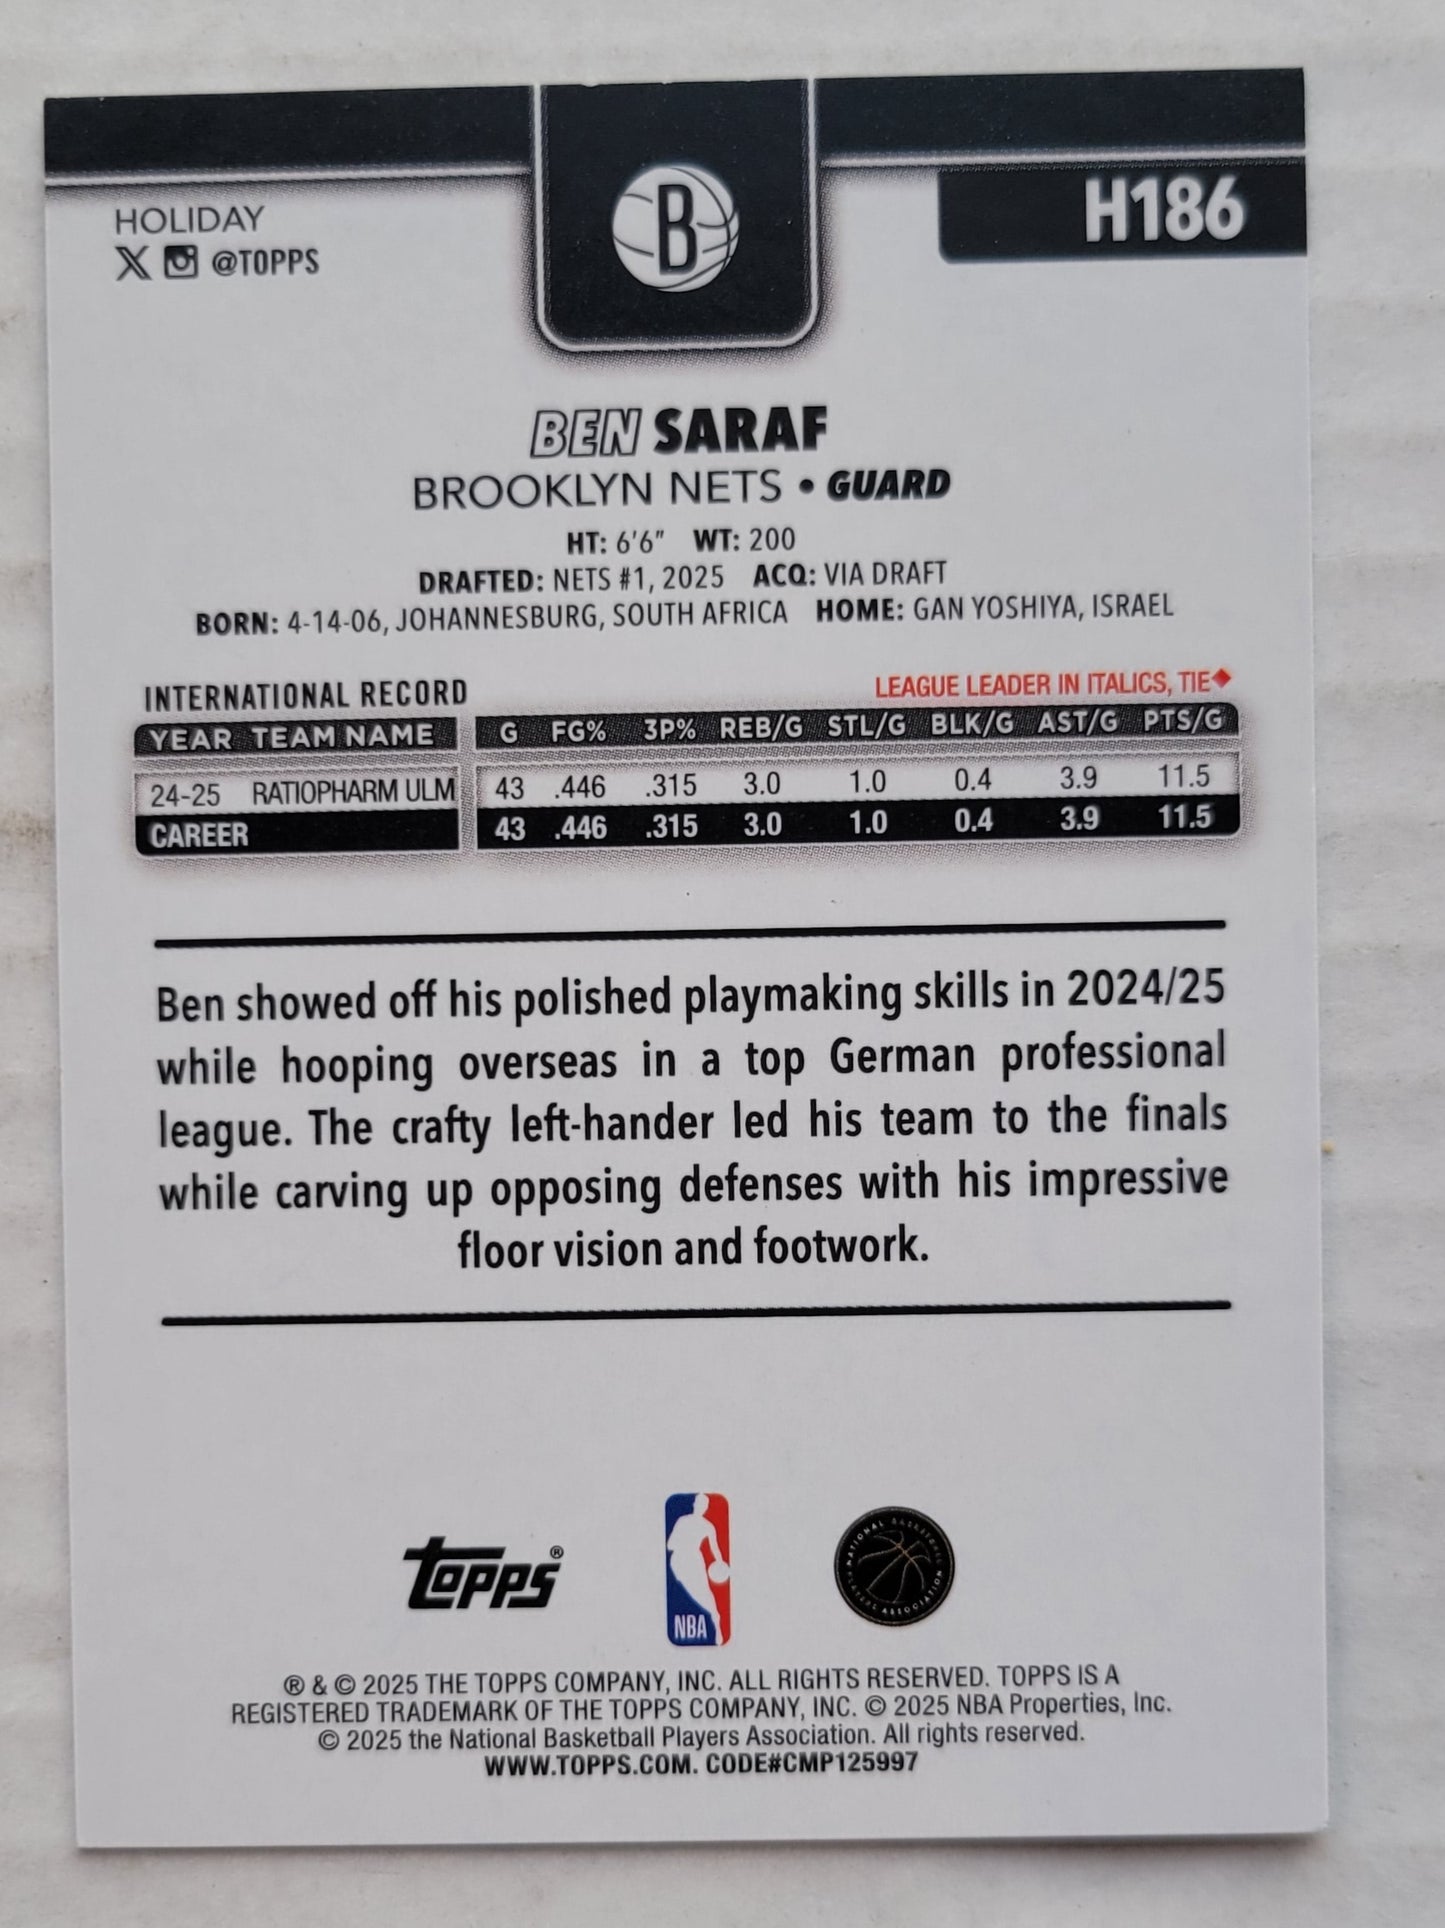 B
H186
HOLIDAY
X @TOPPS
BEN SARAF
BROOKLYN NETS • GUARD
HT: 6'6" WT: 200
DRAFTED: NETS #1, 2025 ACQ: VIA DRAFT
BORN: 4-14-06, JOHANNESBURG, SOUTH AFRICA HOME: GAN YOSHIYA, ISRAEL
INTERNATIONAL RECORD LEAGUE LEADER IN ITALICS, TIE◆
YEAR TEAM NAME G FG% 3P% REB/G STL/G BLK/G AST/G PTS/G
24-25 RATIOPHARM ULM 43 .446 .315 3.0 1.0 0.4 3.9 11.5
CAREER 43 .446 .315 3.0 1.0 0.4 3.9 11.5
Ben showed off his polished playmaking skills in 2024/25
while hooping overseas in a top German professional
league. The crafty left-hander led his team to the finals
while carving up opposing defenses with his impressive
floor vision and footwork.
topps®
NBA
NATIONAL BASKETBALL PLAYERS ASSOCIATION
® & © 2025 THE TOPPS COMPANY, INC. ALL RIGHTS RESERVED. TOPPS IS A
REGISTERED TRADEMARK OF THE TOPPS COMPANY, INC. © 2025 NBA Properties, Inc.
© 2025 the National Basketball Players Association. All rights reserved.
WWW.TOPPS.COM. CODE#CMP125997